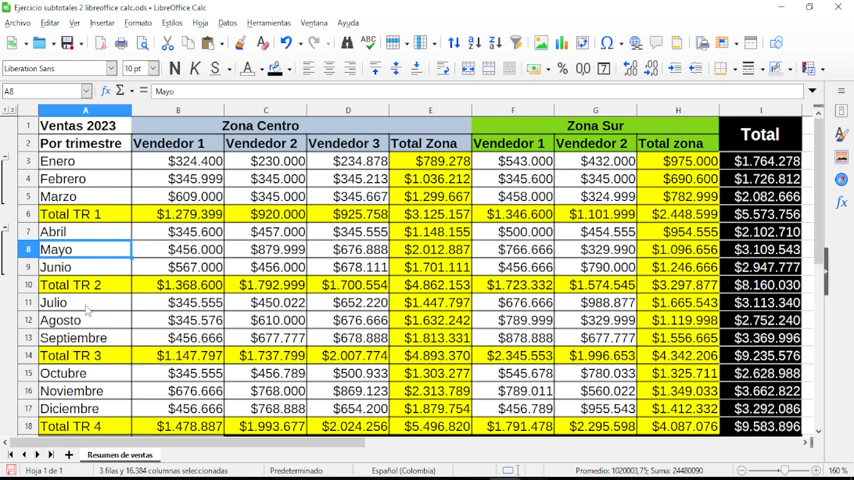 Ejercicio subtotales 2 libreoffice calc.ods • LibreOffice Calc
Archivo Editar Ver Insertar Formato Estilos Hoja Datos Herramientas Ventana Ayuda
Liberation Sans 10 pt N K S A % 0,0
A8 fx Σ = Mayo
1 2 A B C D E F G H I
1 Ventas 2023 Zona Centro Zona Sur Total
2 Por trimestre Vendedor 1 Vendedor 2 Vendedor 3 Total Zona Vendedor 1 Vendedor 2 Total zona
3 Enero $324.400 $230.000 $234.878 $789.278 $543.000 $432.000 $975.000 $1.764.278
4 Febrero $345.999 $345.000 $345.213 $1.036.212 $345.600 $345.000 $690.600 $1.726.812
5 Marzo $609.000 $345.000 $345.667 $1.299.667 $458.000 $324.999 $782.999 $2.082.666
6 Total TR 1 $1.279.399 $920.000 $925.758 $3.125.157 $1.346.600 $1.101.999 $2.448.599 $5.573.756
7 Abril $345.600 $457.000 $345.555 $1.148.155 $500.000 $454.555 $954.555 $2.102.710
8 Mayo $456.000 $879.999 $676.888 $2.012.887 $766.666 $329.990 $1.096.656 $3.109.543
9 Junio $567.000 $456.000 $678.111 $1.701.111 $456.666 $790.000 $1.246.666 $2.947.777
10 Total TR 2 $1.368.600 $1.792.999 $1.700.554 $4.862.153 $1.723.332 $1.574.545 $3.297.877 $8.160.030
11 Julio $345.555 $450.022 $652.220 $1.447.797 $676.666 $988.877 $1.665.543 $3.113.340
12 Agosto $345.576 $610.000 $676.666 $1.632.242 $789.999 $329.999 $1.119.998 $2.752.240
13 Septiembre $456.666 $677.777 $678.888 $1.813.331 $878.888 $677.777 $1.556.665 $3.369.996
14 Total TR 3 $1.147.797 $1.737.799 $2.007.774 $4.893.370 $2.345.553 $1.996.653 $4.342.206 $9.235.576
15 Octubre $345.555 $456.789 $500.933 $1.303.277 $545.678 $780.033 $1.325.711 $2.628.988
16 Noviembre $676.666 $768.000 $869.123 $2.313.789 $789.011 $560.022 $1.349.033 $3.662.822
17 Diciembre $456.666 $768.888 $654.200 $1.879.754 $456.789 $955.543 $1.412.332 $3.292.086
18 Total TR 4 $1.478.887 $1.993.677 $2.024.256 $5.496.820 $1.791.478 $2.295.598 $4.087.076 $9.583.896
Resumen de ventas
Hoja 1 de 1 3 filas y 16.384 columnas seleccionadas Predeterminado Español (Colombia) Promedio: 1020003,75; Suma: 24480090 160 %